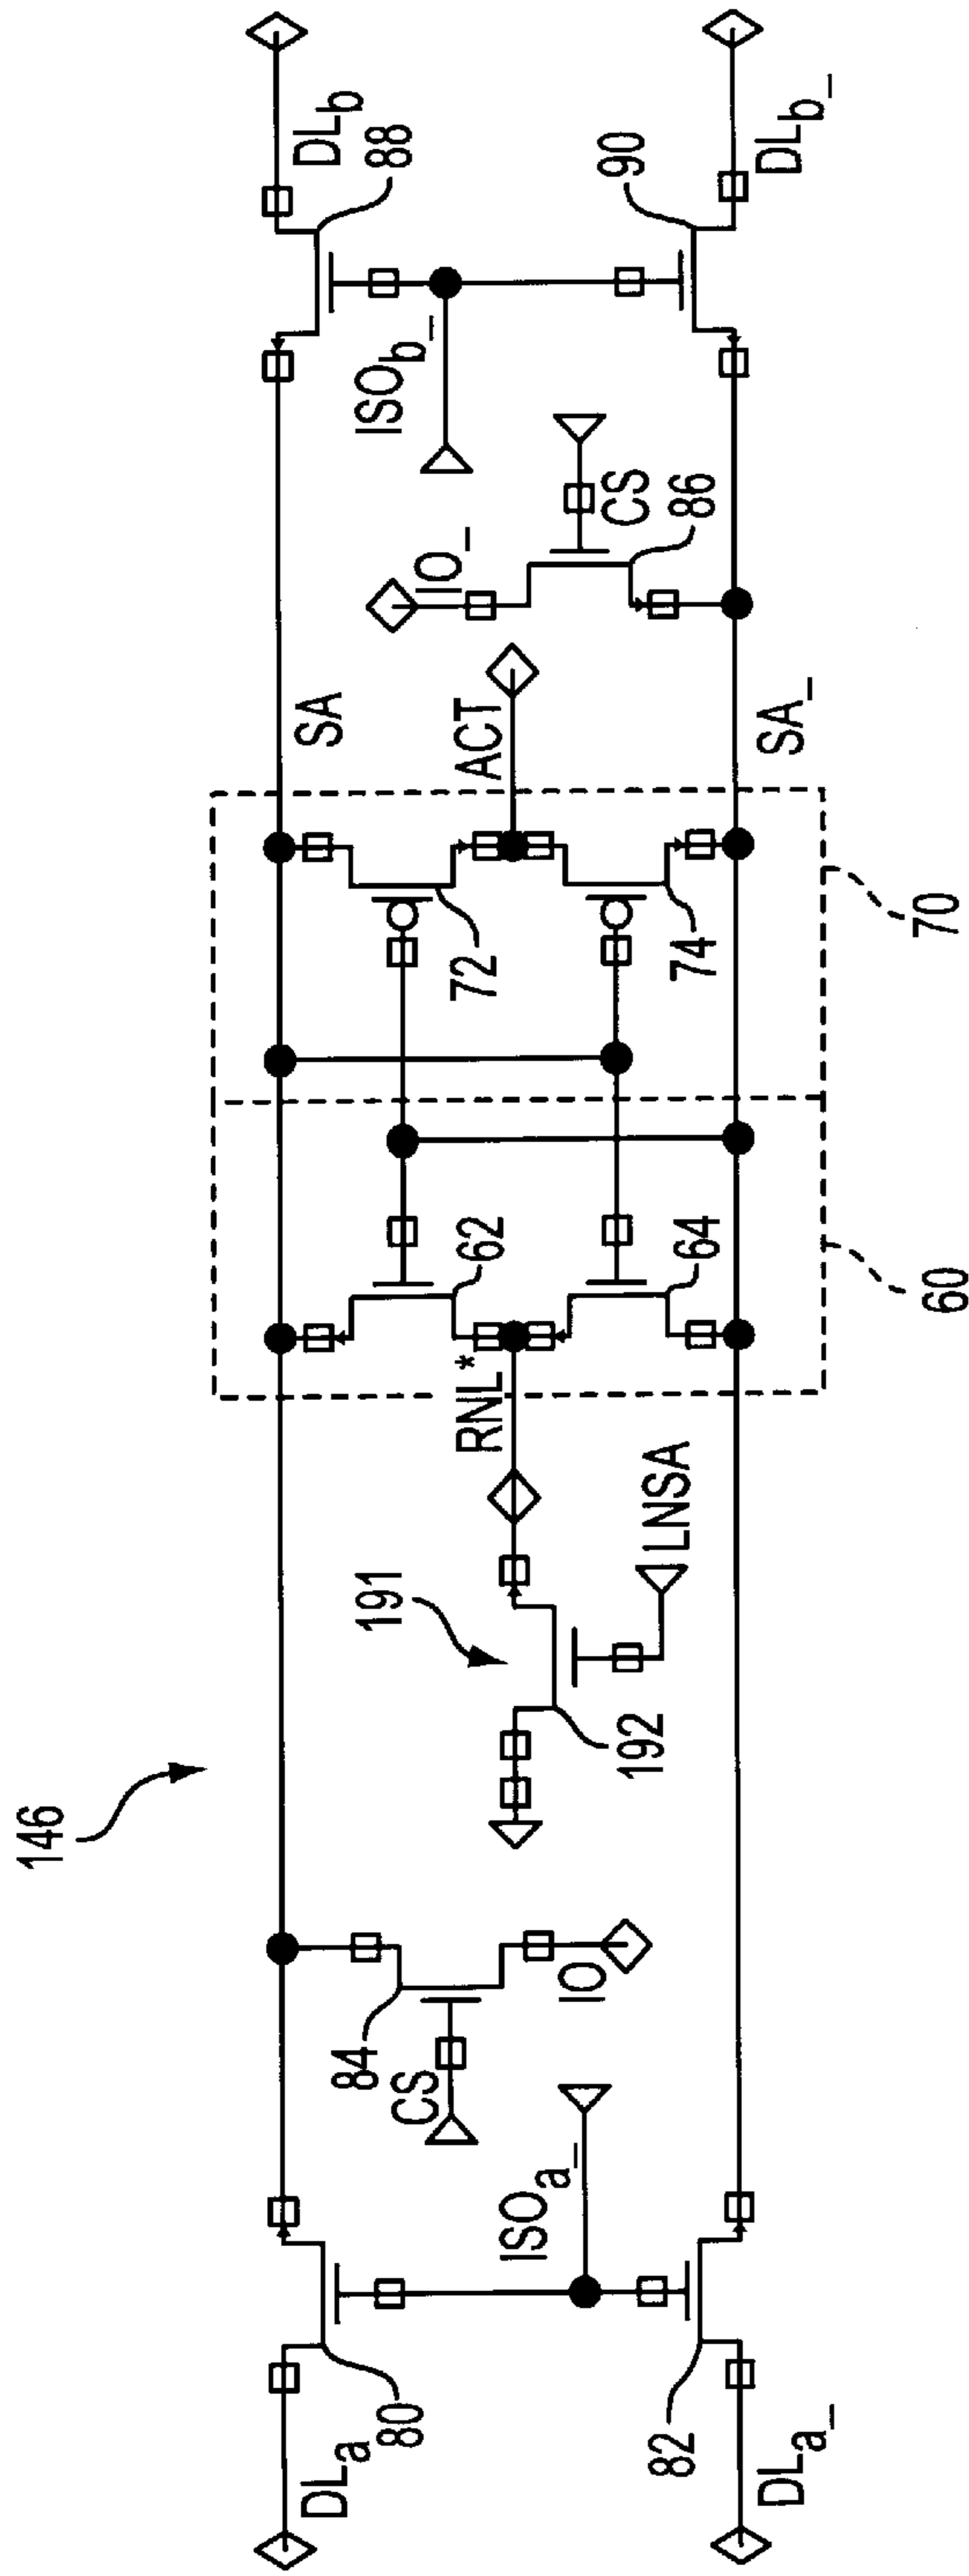 146
DLa
80
ISOa_
82
DLa_
CS
84
IO
191
192
LNSA
RNL*
62
64
60
72
74
70
ACT
SA
SA_
IO_
CS
86
ISOb_
DLb
88
90
DLb_